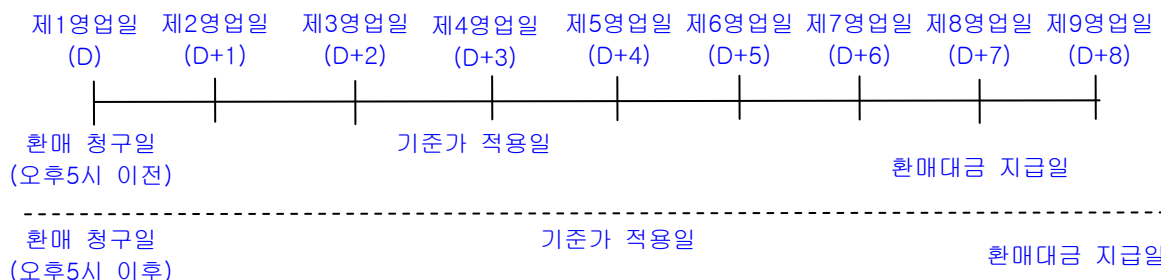 제1영업일 제2영업일 제3영업일 제4영업일 제5영업일 제6영업일 제7영업일 제8영업일 제9영업일
(D) (D+1) (D+2) (D+3) (D+4) (D+5) (D+6) (D+7) (D+8)
환매 청구일 기준가 적용일
(오후5시 이전) 환매대금 지급일
환매 청구일 기준가 적용일
(오후5시 이후) 환매대금 지급일